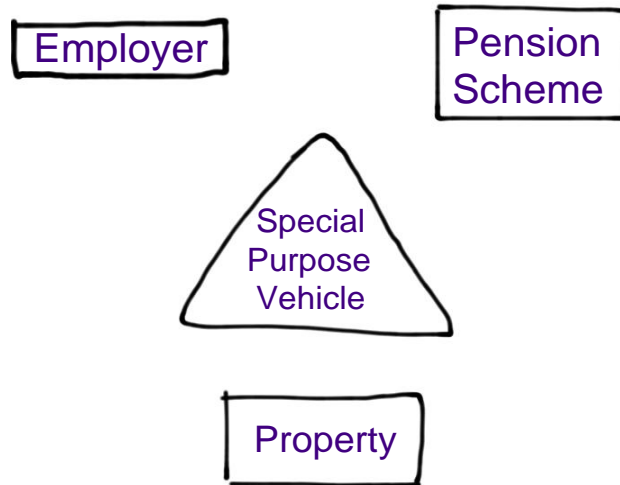 Employer
Pension
Scheme
Special
Purpose
Vehicle
Property